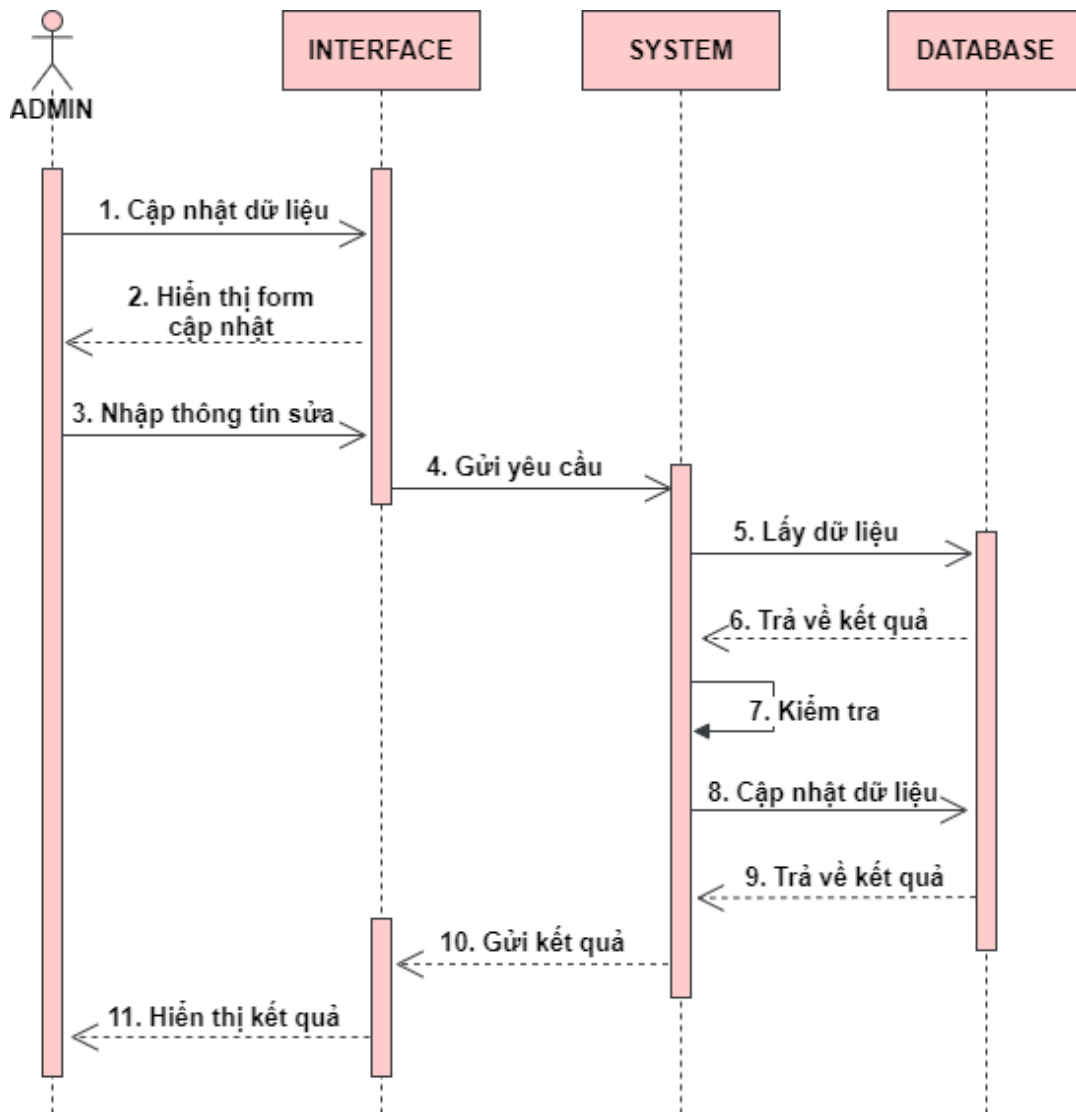 INTERFACE
SYSTEM
DATABASE
ADMIN
1. Cập nhật dữ liệu
2. Hiển thị form
cập nhật
3. Nhập thông tin sửa
4. Gửi yêu cầu
5. Lấy dữ liệu
6. Trả về kết quả
7. Kiểm tra
8. Cập nhật dữ liệu
9. Trả về kết quả
10. Gửi kết quả
11. Hiển thị kết quả